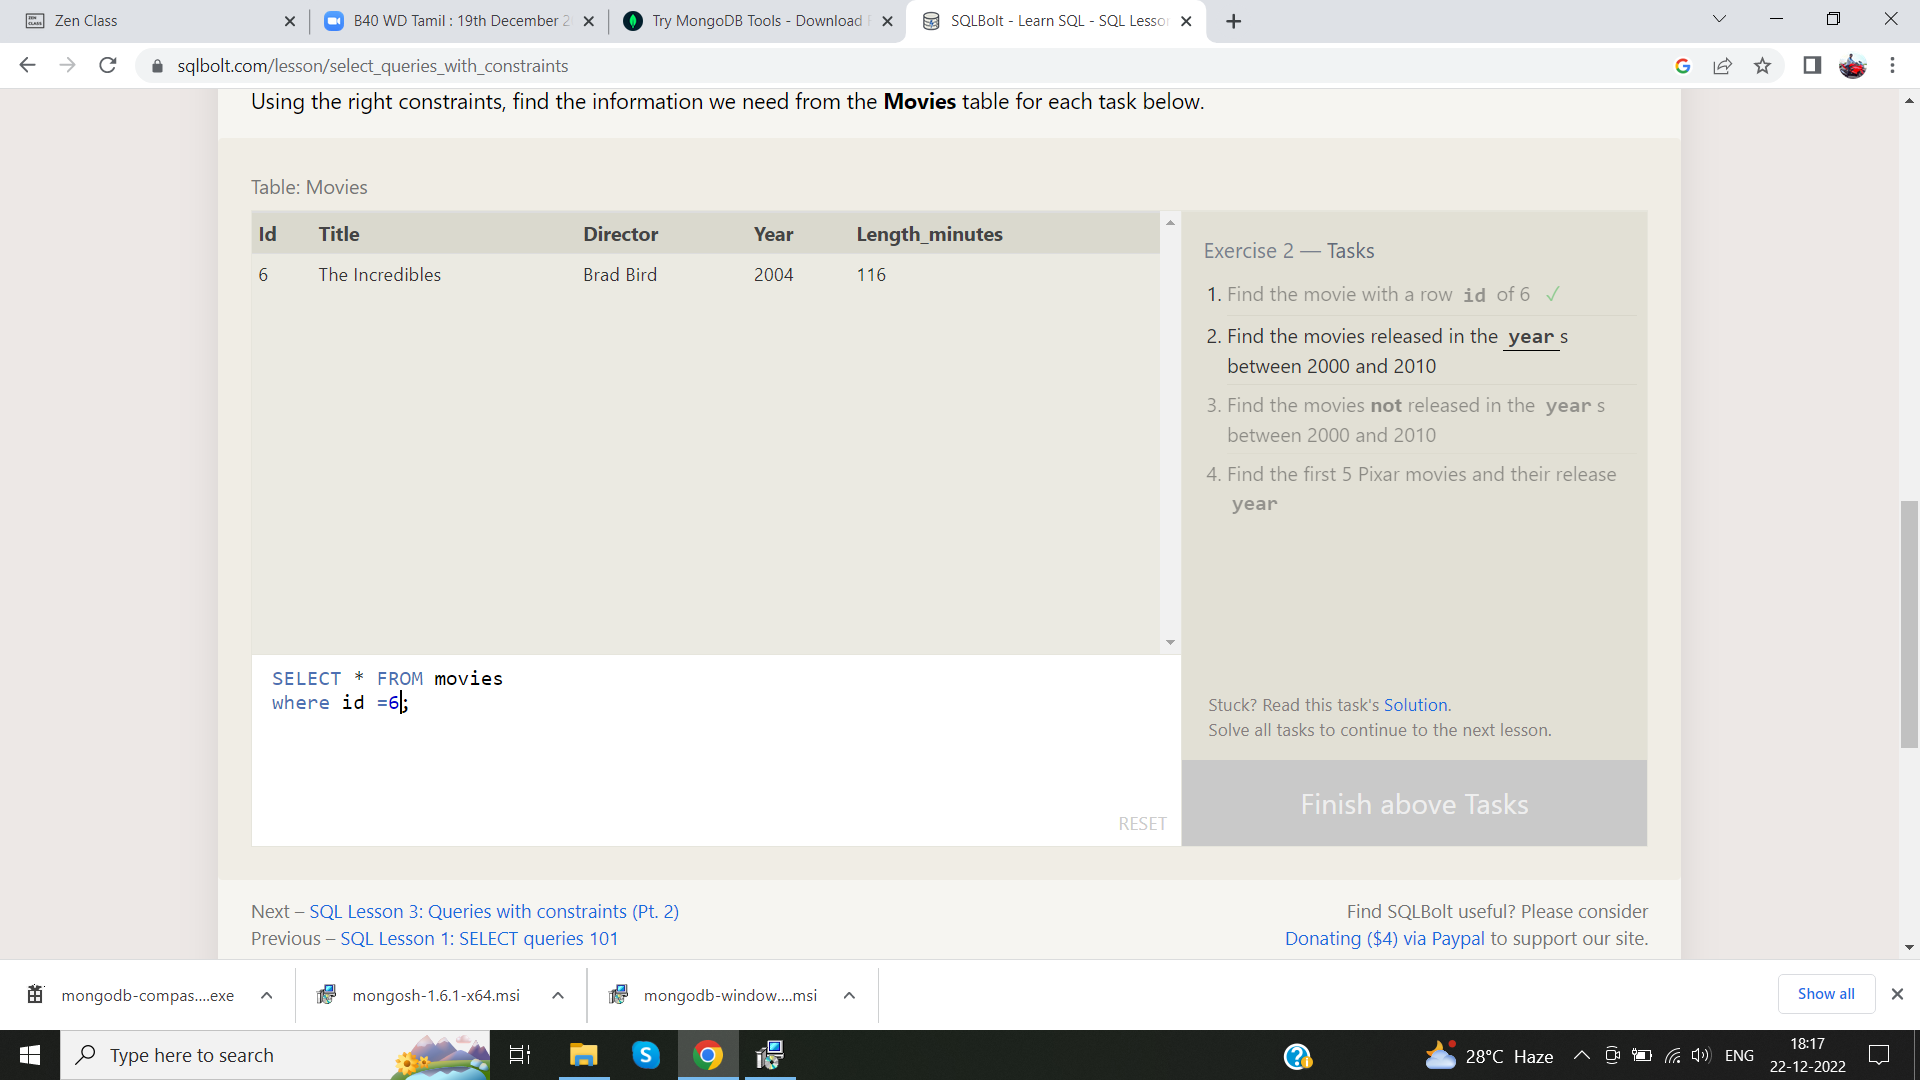 Zen Class
B40 WD Tamil : 19th December 2
Try MongoDB Tools - Download
SQLBolt - Learn SQL - SQL Lesson
sqlbolt.com/lesson/select_queries_with_constraints
Using the right constraints, find the information we need from the Movies table for each task below.
Table: Movies
Id Title Director Year Length_minutes
6 The Incredibles Brad Bird 2004 116
Exercise 2 — Tasks
1. Find the movie with a row id of 6 ✓
2. Find the movies released in the year s
between 2000 and 2010
3. Find the movies not released in the year s
between 2000 and 2010
4. Find the first 5 Pixar movies and their release
year
SELECT * FROM movies
where id =6;
RESET
Stuck? Read this task's Solution.
Solve all tasks to continue to the next lesson.
Finish above Tasks
Next – SQL Lesson 3: Queries with constraints (Pt. 2)
Previous – SQL Lesson 1: SELECT queries 101
Find SQLBolt useful? Please consider
Donating ($4) via Paypal to support our site.
mongodb-compas....exe
mongosh-1.6.1-x64.msi
mongodb-window....msi
Show all
Type here to search
28°C Haze
ENG
18:17
22-12-2022